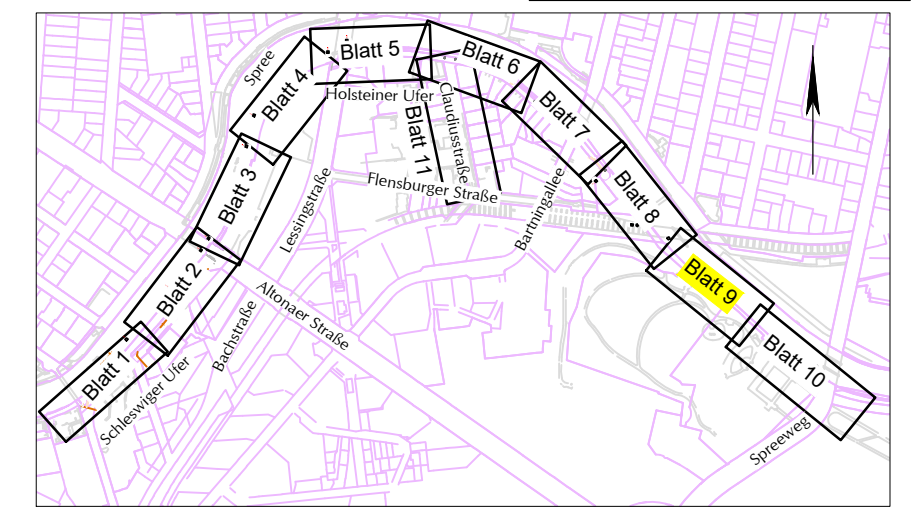 Blatt 5
Blatt 6
Spree
Blatt 4
Holsteiner Ufer
Claudiusstraße
Blatt 7
Blatt 11
Blatt 3
Flensburger Straße
Blatt 8
Lessingstraße
Bartningallee
Blatt 2
Altonaer Straße
Blatt 9
Bachstraße
Blatt 1
Blatt 10
Schleswiger Ufer
Spreeweg